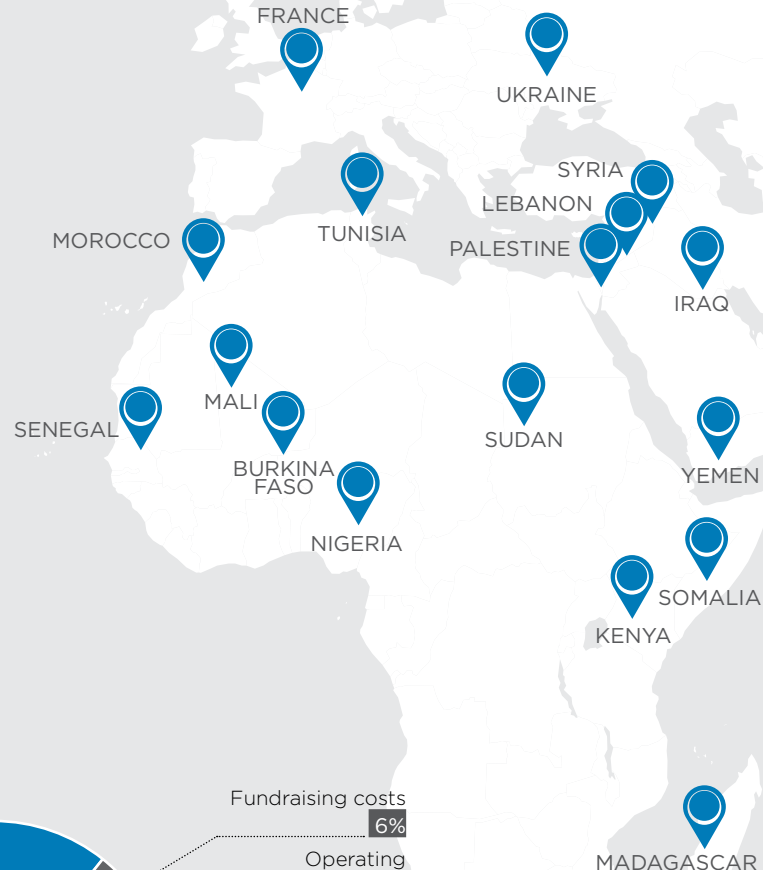 FRANCE
UKRAINE
SYRIA
LEBANON
TUNISIA
MOROCCO
PALESTINE
IRAQ
MALI
SENEGAL
SUDAN
BURKINA
FASO
YEMEN
NIGERIA
SOMALIA
KENYA
Fundraising costs
6%
Operating
MADAGASCAR